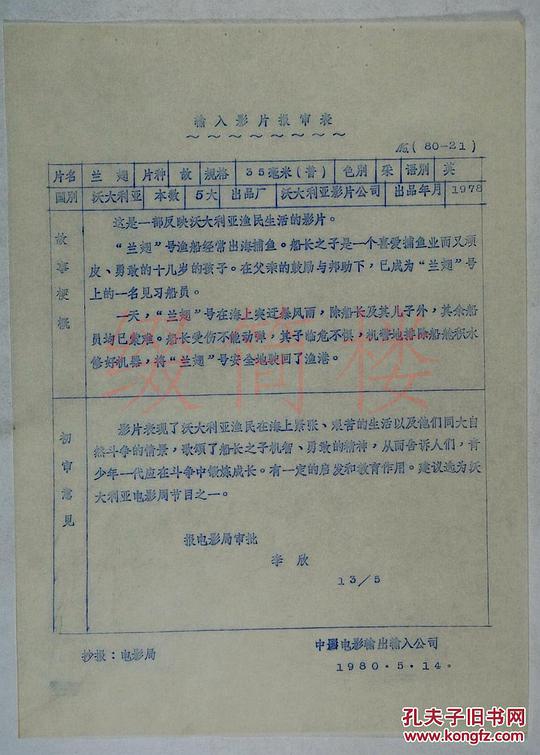 输入影片报审表
～～～～～～～～
(80-21)
片名 兰翅 片种 故 规格 35毫米(普) 色别 采 语别 英
国别 沃大利亚 本数 5大 出品厂 沃大利亚影片公司 出品年月 1978
故事梗概
这是一部反映沃大利亚渔民生活的影片。
“兰翅”号渔船经常出海捕鱼。船长之子是一个喜爱捕鱼业而又顽
皮、勇敢的十几岁的孩子。在父亲的鼓励与邦助下，已成为“兰翅”号
上的一名见习船员。
一天，“兰翅”号在海上突迂暴风雨，除船长及其儿子外，其余船
员均已蒙难。船长受伤不能动弹，其子临危不惧，机警地排除船舱积水
修好机器，将“兰翅”号安全地驶回了渔港。
初审意见
影片表现了沃大利亚渔民在海上紧张、艰苦的生活以及他们同大自
然斗争的情景，歌颂了船长之子机智、勇敢的精神，从而告诉人们，青
少年一代应在斗争中锻炼成长。有一定的启发和教育作用。建议选为沃
大利亚电影周节目之一。
报电影局审批
李欣
13/5
抄报：电影局
中国电影输出输入公司
1980.5.14.
缀简楼
孔夫子旧书网
www.kongfz.com